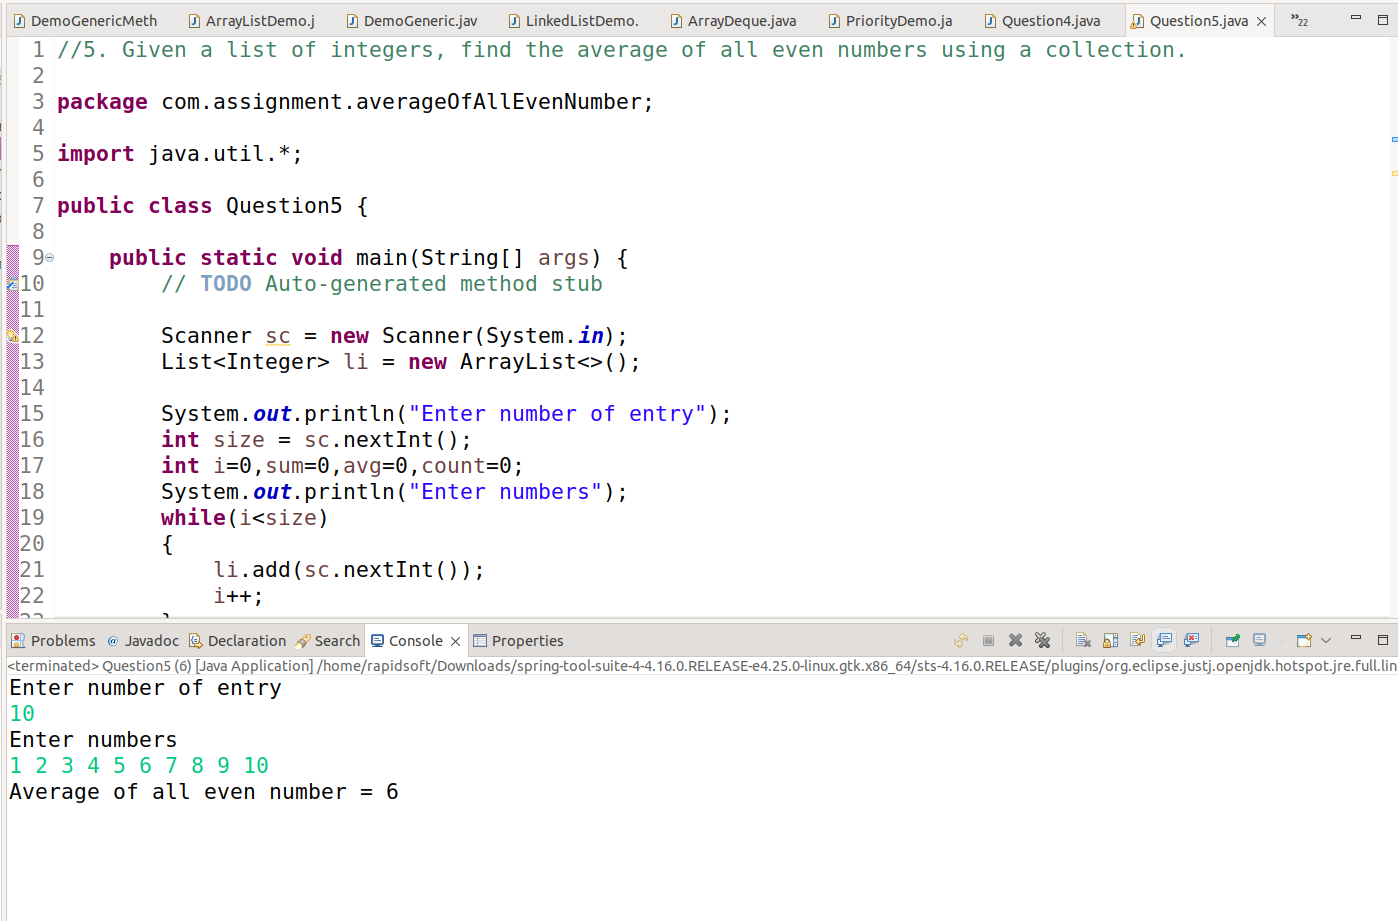 DemoGenericMeth ArrayListDemo.j DemoGeneric.jav LinkedListDemo. ArrayDeque.java PriorityDemo.ja Question4.java Question5.java »22
1 //5. Given a list of integers, find the average of all even numbers using a collection.
2
3 package com.assignment.averageOfAllEvenNumber;
4
5 import java.util.*;
6
7 public class Question5 {
8
9 public static void main(String[] args) {
10 // TODO Auto-generated method stub
11
12 Scanner sc = new Scanner(System.in);
13 List<Integer> li = new ArrayList<>();
14
15 System.out.println("Enter number of entry");
16 int size = sc.nextInt();
17 int i=0,sum=0,avg=0,count=0;
18 System.out.println("Enter numbers");
19 while(i<size)
20 {
21 li.add(sc.nextInt());
22 i++;
23 }
Problems @ Javadoc Declaration Search Console Properties
<terminated> Question5 (6) [Java Application] /home/rapidsoft/Downloads/spring-tool-suite-4-4.16.0.RELEASE-e4.25.0-linux.gtk.x86_64/sts-4.16.0.RELEASE/plugins/org.eclipse.justj.openjdk.hotspot.jre.full.lin
Enter number of entry
10
Enter numbers
1 2 3 4 5 6 7 8 9 10
Average of all even number = 6